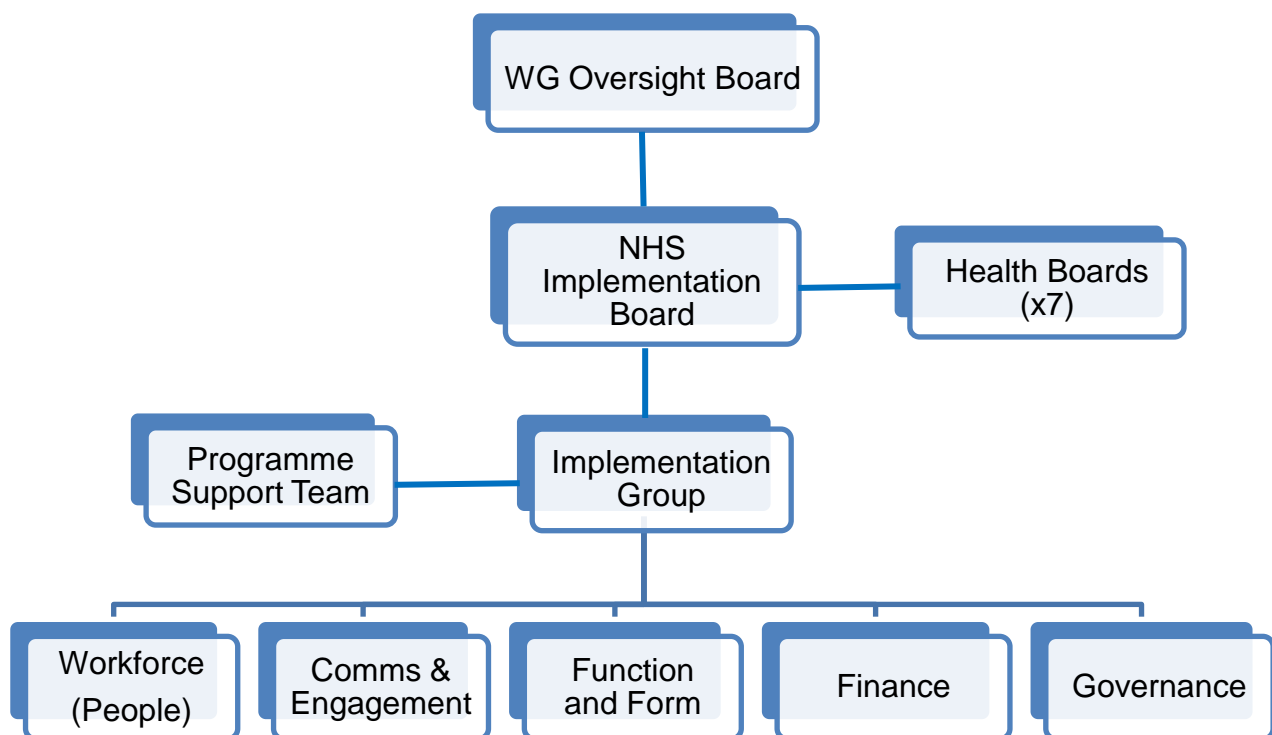 WG Oversight Board
NHS
Implementation
Board
Health Boards
(x7)
Programme
Support Team
Implementation
Group
Workforce
(People)
Comms &
Engagement
Function
and Form
Finance
Governance